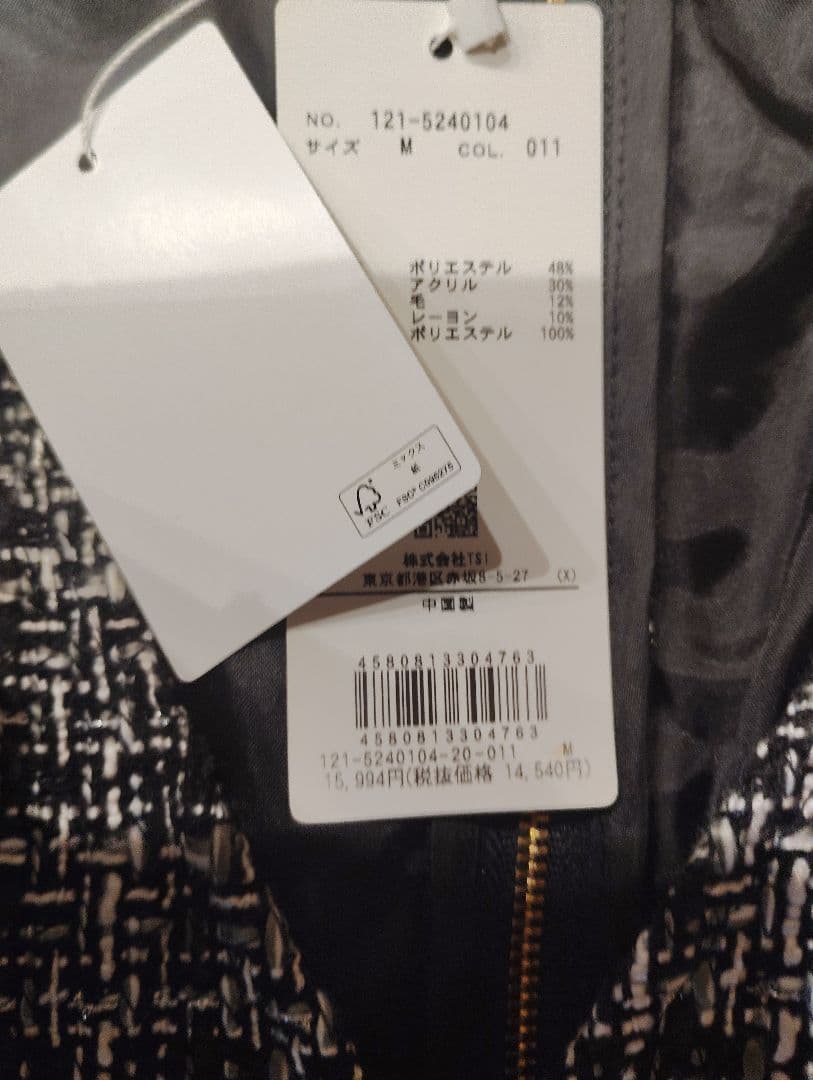 NO. 121-5240104
サイズ M COL. 011
ポリエステル 48%
アクリル 30%
毛 12%
レーヨン 10%
ポリエステル 100%
ミックス
紙
FSC FSC® C095275
株式会社TSI
東京都港区赤坂8-5-27 (X)
中国製
4580813304763
4580813304763
121-5240104-20-011 M
15,994円(税抜価格 14,540円)